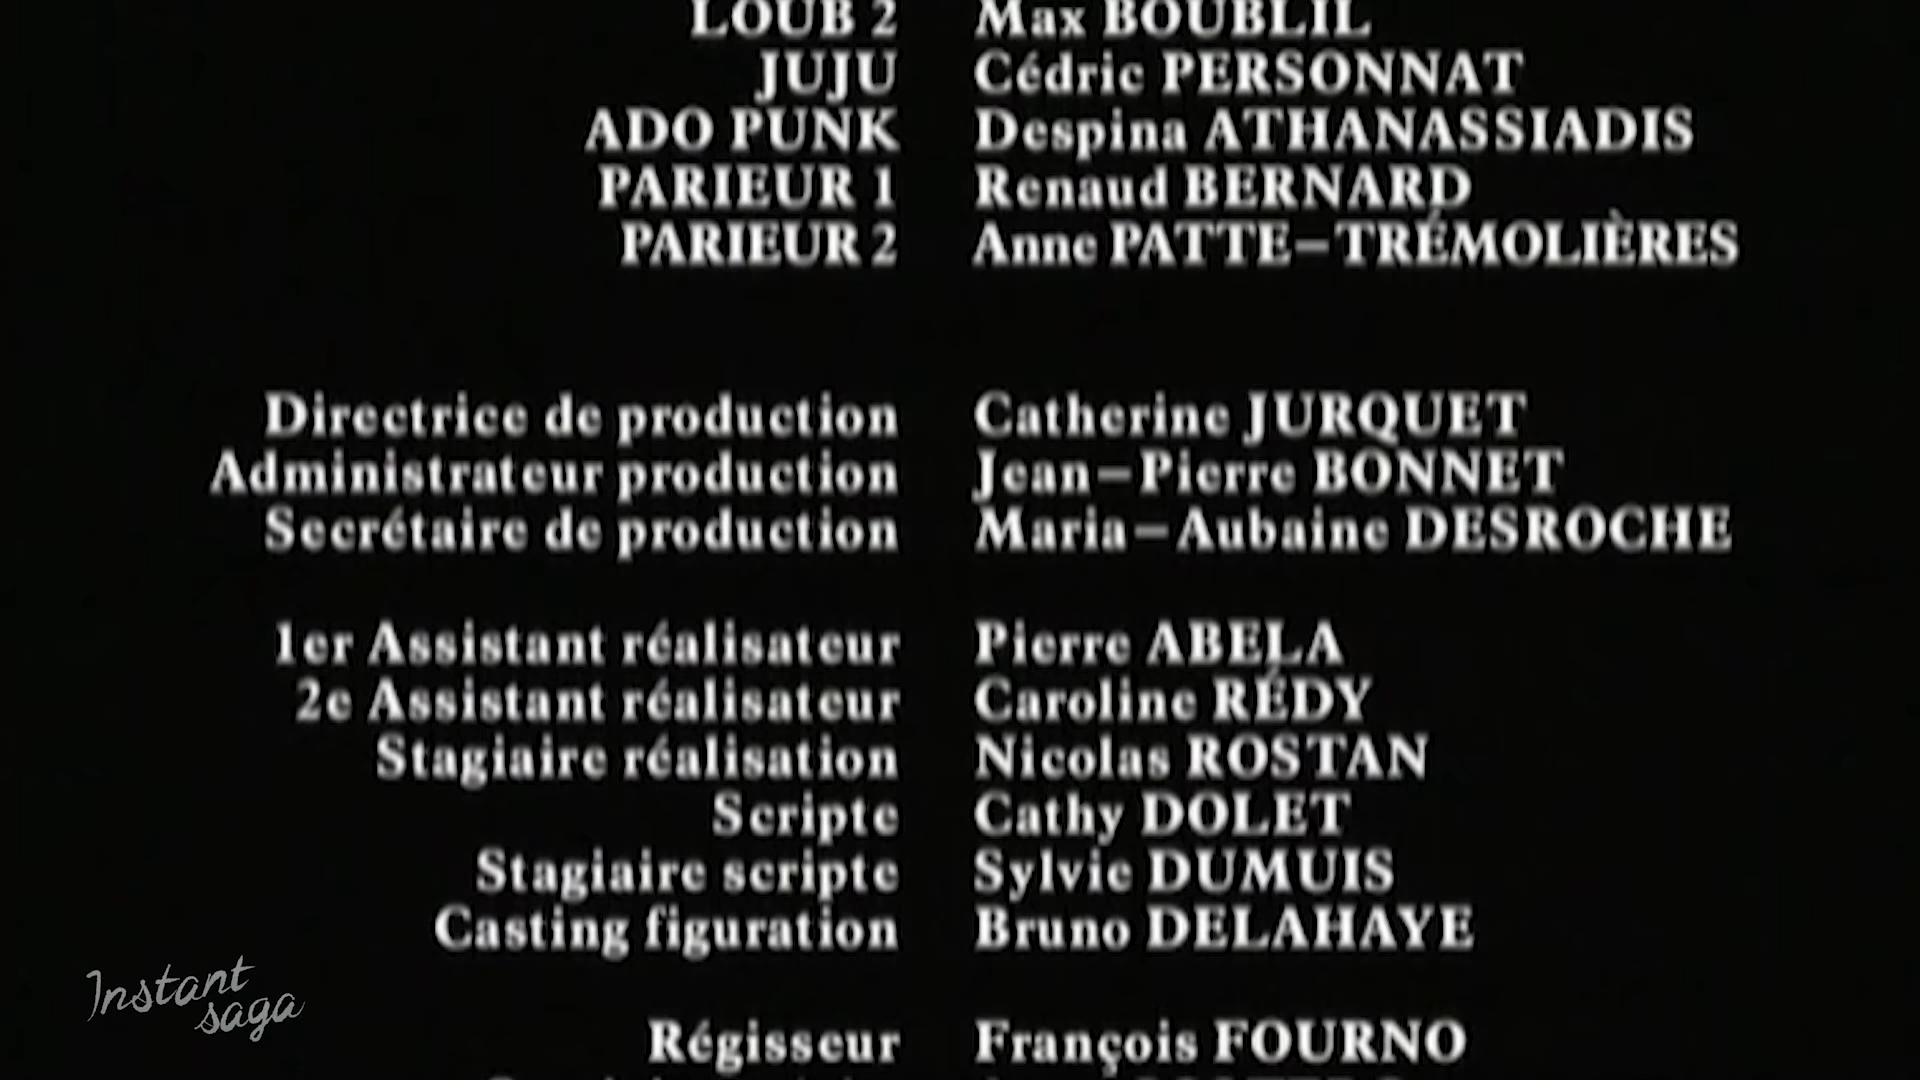 LOUB 2 Max BOUBLIL
JUJU Cédric PERSONNAT
ADO PUNK Despina ATHANASSIADIS
PARIEUR 1 Renaud BERNARD
PARIEUR 2 Anne PATTE-TRÉMOLIÈRES
Directrice de production Catherine JURQUET
Administrateur production Jean-Pierre BONNET
Secrétaire de production Maria-Aubaine DESROCHE
1er Assistant réalisateur Pierre ABELA
2e Assistant réalisateur Caroline RÉDY
Stagiaire réalisation Nicolas ROSTAN
Scripte Cathy DOLET
Stagiaire scripte Sylvie DUMUIS
Casting figuration Bruno DELAHAYE
Régisseur François FOURNO
Instant
saga